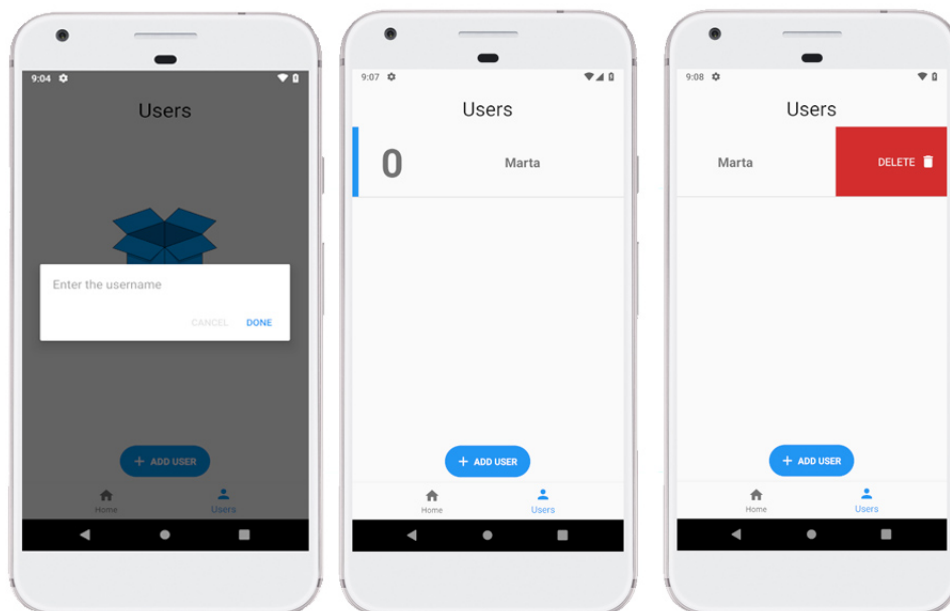 9:04
Users
Enter the username
CANCEL DONE
+ ADD USER
Home Users
9:07
Users
0 Marta
+ ADD USER
Home Users
9:08
Users
Marta DELETE
+ ADD USER
Home Users